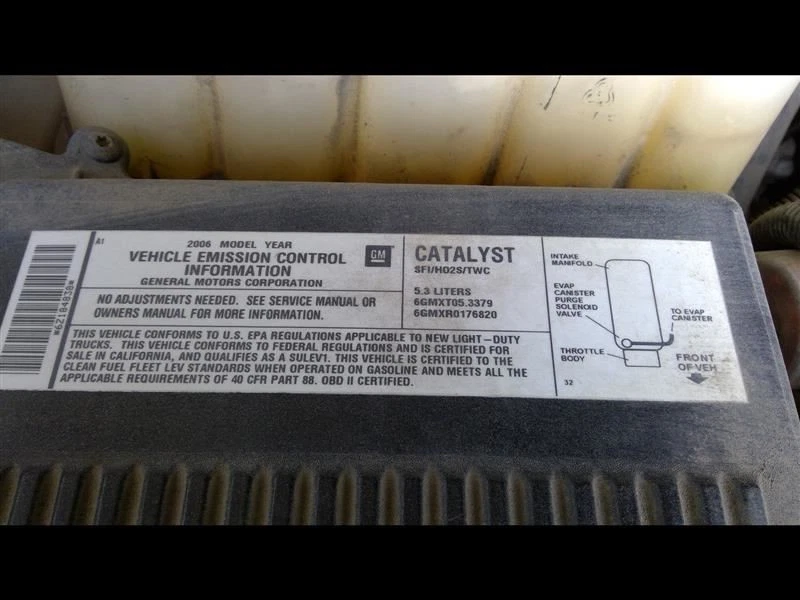 *62184838*
A1
2006 MODEL YEAR
VEHICLE EMISSION CONTROL
INFORMATION
GENERAL MOTORS CORPORATION
GM
NO ADJUSTMENTS NEEDED. SEE SERVICE MANUAL OR
OWNERS MANUAL FOR MORE INFORMATION.
CATALYST
SFI/HO2S/TWC
5.3 LITERS
6GMXT05.3379
6GMXR0176820
THIS VEHICLE CONFORMS TO U.S. EPA REGULATIONS APPLICABLE TO NEW LIGHT-DUTY
TRUCKS. THIS VEHICLE CONFORMS TO FEDERAL REGULATIONS AND IS CERTIFIED FOR
SALE IN CALIFORNIA, AND QUALIFIES AS A SULEV1. THIS VEHICLE IS CERTIFIED TO THE
CLEAN FUEL FLEET LEV STANDARDS WHEN OPERATED ON GASOLINE AND MEETS ALL THE
APPLICABLE REQUIREMENTS OF 40 CFR PART 88. OBD II CERTIFIED.
INTAKE
MANIFOLD
EVAP
CANISTER
PURGE
SOLENOID
VALVE
TO EVAP
CANISTER
THROTTLE
BODY
FRONT
OF VEH
32